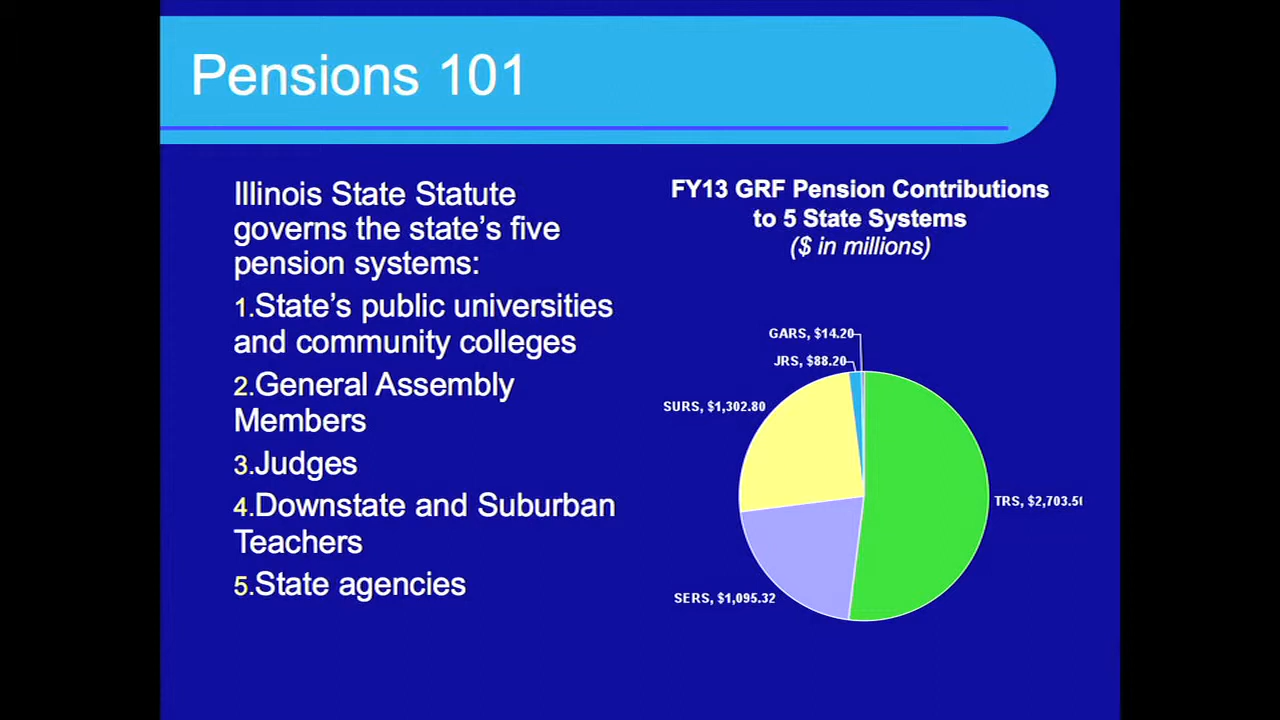 Pensions 101
Illinois State Statute
governs the state's five
pension systems:
1.State's public universities
and community colleges
2.General Assembly
Members
3.Judges
4.Downstate and Suburban
Teachers
5.State agencies
FY13 GRF Pension Contributions
to 5 State Systems
($ in millions)
GARS, $14.20
JRS, $88.20
SURS, $1,302.80
TRS, $2,703.5
SERS, $1,095.32